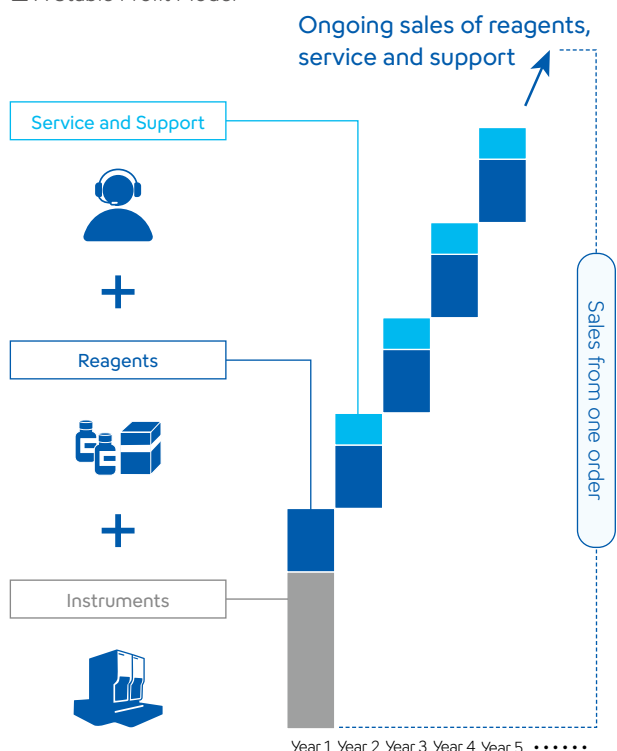 Ongoing sales of reagents,
service and support
Service and Support
+
Reagents
+
Instruments
Sales from one order
Year 1 Year 2 Year 3 Year 4 Year 5 ••••••